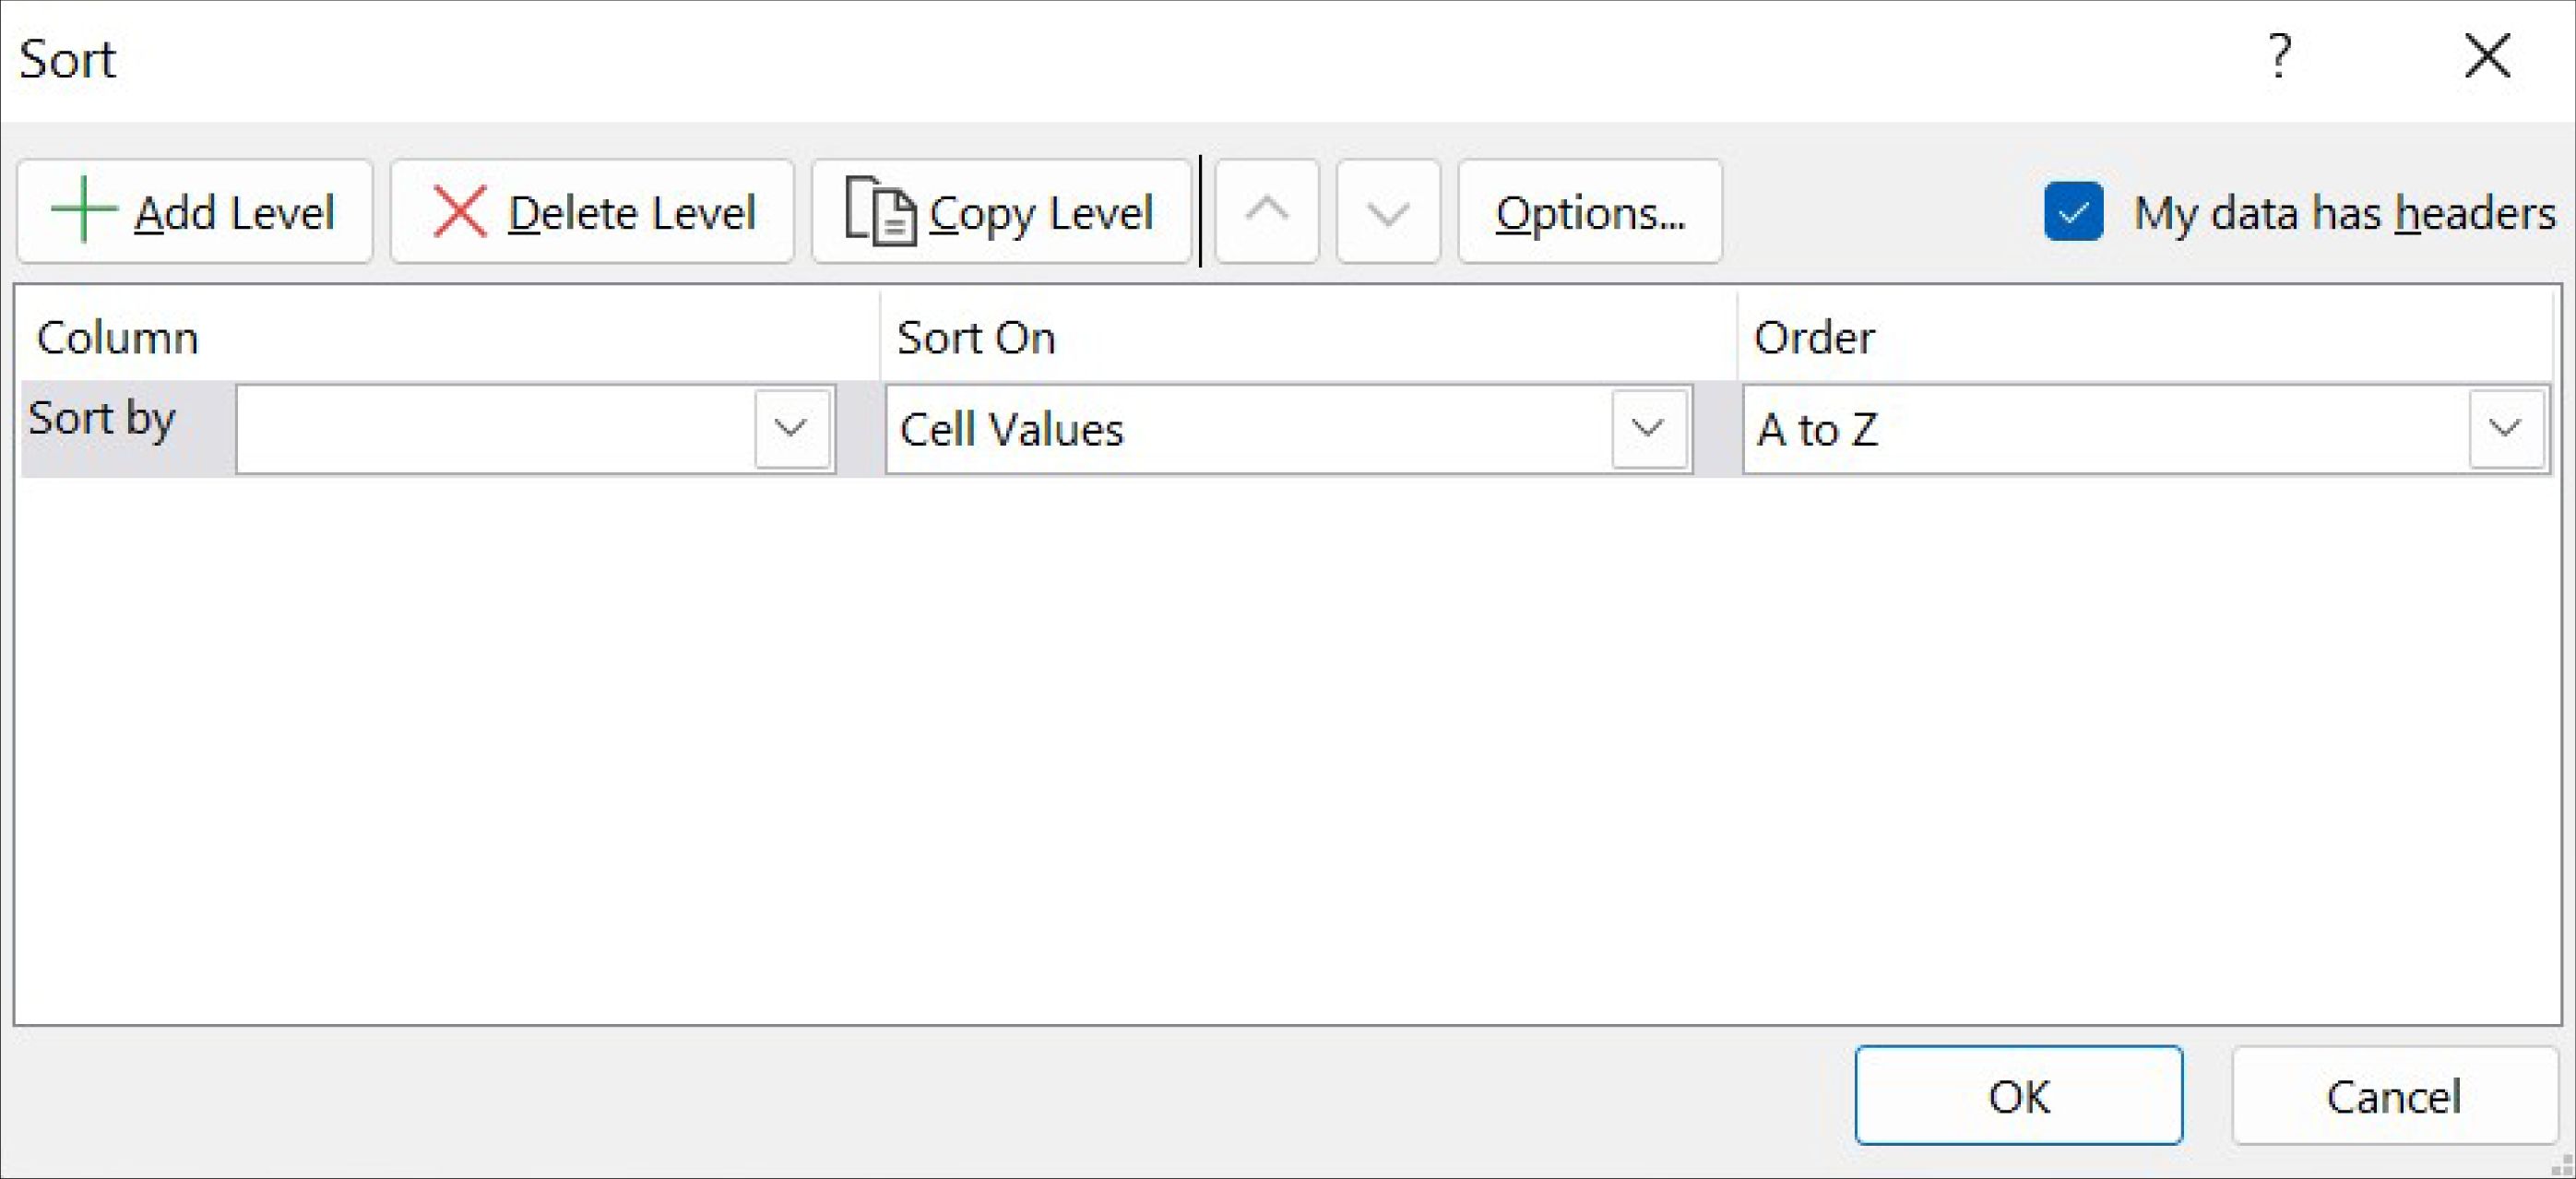 Sort ?
Add Level Delete Level Copy Level Options... My data has headers
Column Sort On Order
Sort by Cell Values A to Z
OK Cancel